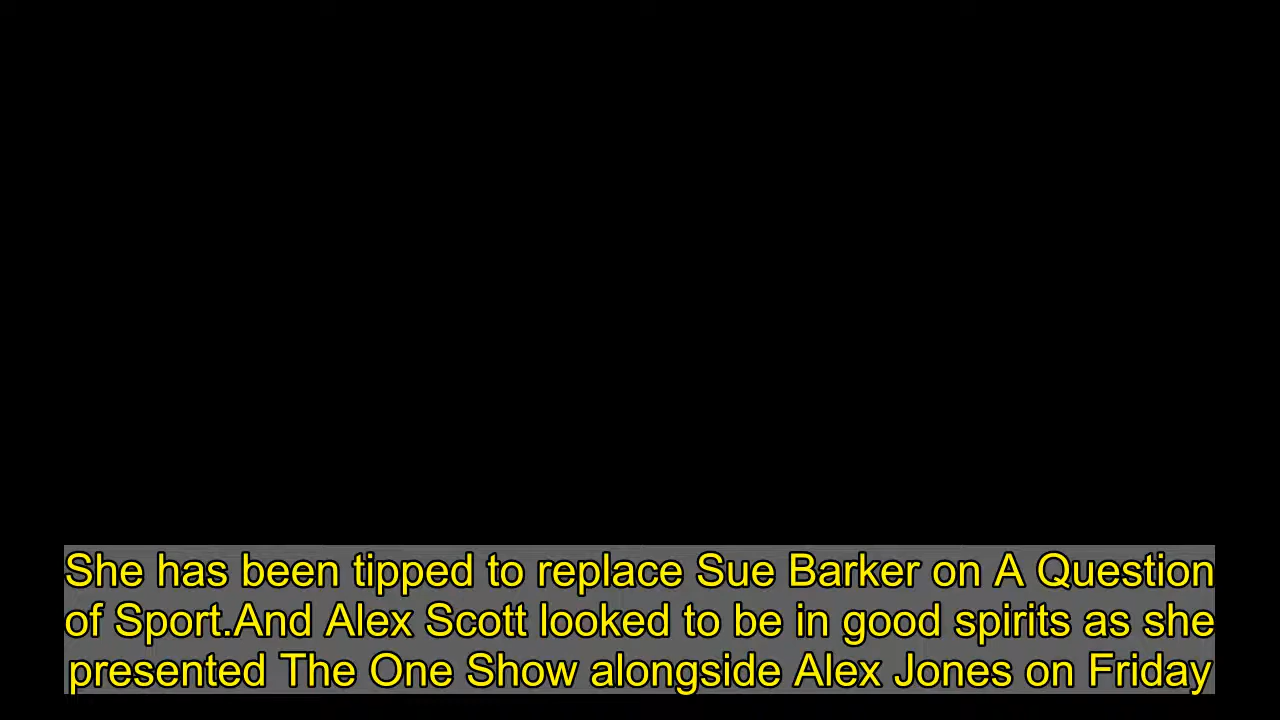 She has been tipped to replace Sue Barker on A Question
of Sport.And Alex Scott looked to be in good spirits as she
presented The One Show alongside Alex Jones on Friday